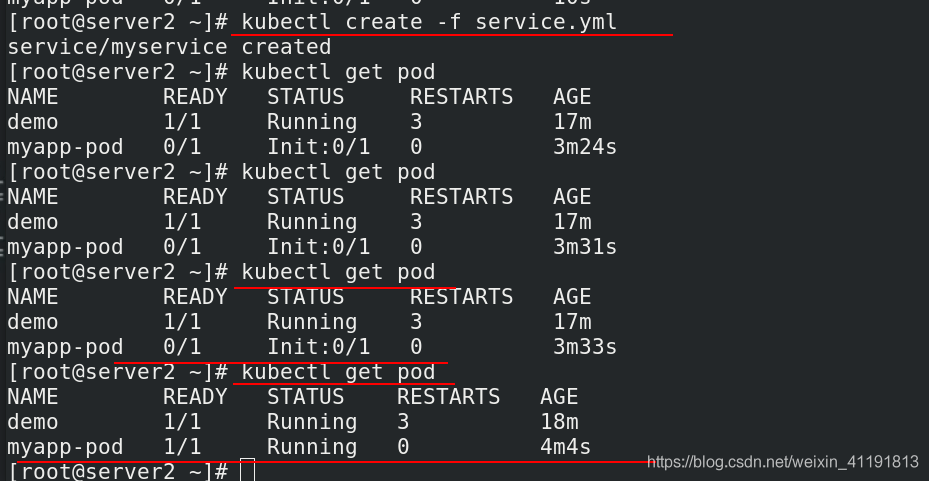 [root@server2 ~]# kubectl create -f service.yml
service/myservice created
[root@server2 ~]# kubectl get pod
NAME        READY   STATUS     RESTARTS   AGE
demo        1/1     Running    3          17m
myapp-pod   0/1     Init:0/1   0          3m24s
[root@server2 ~]# kubectl get pod
NAME        READY   STATUS     RESTARTS   AGE
demo        1/1     Running    3          17m
myapp-pod   0/1     Init:0/1   0          3m31s
[root@server2 ~]# kubectl get pod
NAME        READY   STATUS     RESTARTS   AGE
demo        1/1     Running    3          17m
myapp-pod   0/1     Init:0/1   0          3m33s
[root@server2 ~]# kubectl get pod
NAME        READY   STATUS    RESTARTS   AGE
demo        1/1     Running   3          18m
myapp-pod   1/1     Running   0          4m4s
[root@server2 ~]#
https://blog.csdn.net/weixin_41191813